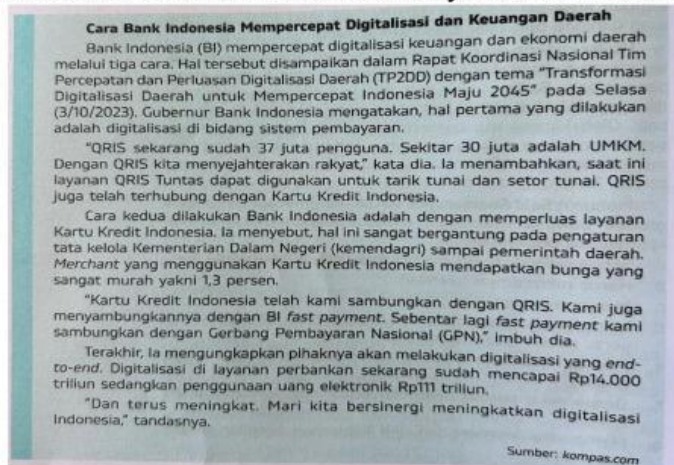 Cara Bank Indonesia Mempercepat Digitalisasi dan Keuangan Daerah
Bank Indonesia (BI) mempercepat digitalisasi keuangan dan ekonomi daerah
melalui tiga cara. Hal tersebut disampaikan dalam Rapat Koordinasi Nasional Tim
Percepatan dan Perluasan Digitalisasi Daerah (TP2DD) dengan tema "Transformasi
Digitalisasi Daerah untuk Mempercepat Indonesia Maju 2045" pada Selasa
(3/10/2023). Gubernur Bank Indonesia mengatakan, hal pertama yang dilakukan
adalah digitalisasi di bidang sistem pembayaran.
"QRIS sekarang sudah 37 juta pengguna. Sekitar 30 juta adalah UMKM.
Dengan QRIS kita menyejahterakan rakyat," kata dia. Ia menambahkan, saat ini
layanan QRIS Tuntas dapat digunakan untuk tarik tunai dan setor tunai. QRIS
juga telah terhubung dengan Kartu Kredit Indonesia.
Cara kedua dilakukan Bank Indonesia adalah dengan memperluas layanan
Kartu Kredit Indonesia. Ia menyebut, hal ini sangat bergantung pada pengaturan
tata kelola Kementerian Dalam Negeri (kemendagri) sampai pemerintah daerah.
Merchant yang menggunakan Kartu Kredit Indonesia mendapatkan bunga yang
sangat murah yakni 1,3 persen.
"Kartu Kredit Indonesia telah kami sambungkan dengan QRIS. Kami juga
menyambungkannya dengan BI fast payment. Sebentar lagi fast payment kami
sambungkan dengan Gerbang Pembayaran Nasional (GPN)," imbuh dia.
Terakhir, ia mengungkapkan pihaknya akan melakukan digitalisasi yang end-
to-end. Digitalisasi di layanan perbankan sekarang sudah mencapai Rp14.000
triliun sedangkan penggunaan uang elektronik Rp111 triliun.
"Dan terus meningkat. Mari kita bersinergi meningkatkan digitalisasi
Indonesia," tandasnya.
Sumber: kompas.com